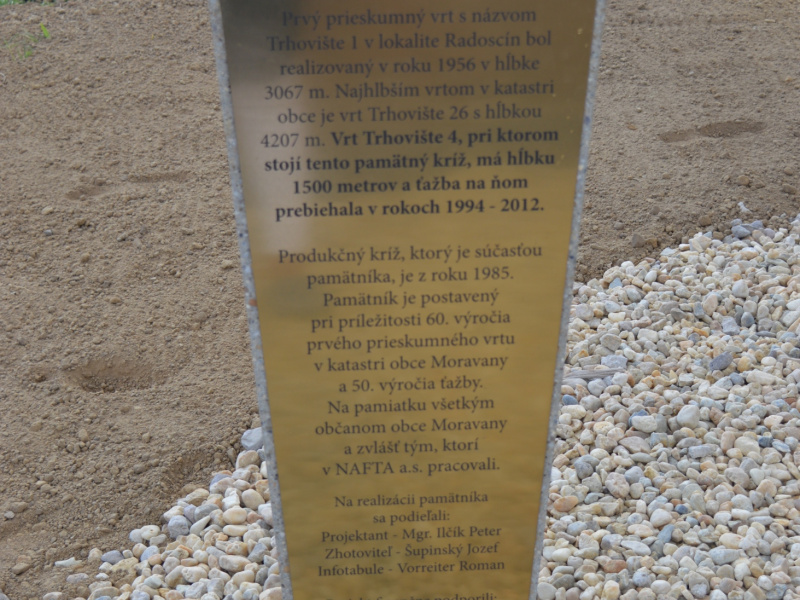 Prvý prieskumný vrt s názvom
Trhovište 1 v lokalite Radoscín bol
realizovaný v roku 1956 v hĺbke
3067 m. Najhlbším vrtom v katastri
obce je vrt Trhovište 26 s hĺbkou
4207 m. Vrt Trhovište 4, pri ktorom
stojí tento pamätný kríž, má hĺbku
1500 metrov a ťažba na ňom
prebiehala v rokoch 1994 - 2012.
Produkčný kríž, ktorý je súčasťou
pamätníka, je z roku 1985.
Pamätník je postavený
pri príležitosti 60. výročia
prvého prieskumného vrtu
v katastri obce Moravany
a 50. výročia ťažby.
Na pamiatku všetkým
občanom obce Moravany
a zvlášť tým, ktorí
v NAFTA a.s. pracovali.
Na realizácii pamätníka
sa podieľali:
Projektant - Mgr. Ilčík Peter
Zhotoviteľ - Šupinský Jozef
Infotabule - Vorreiter Roman
podporili: